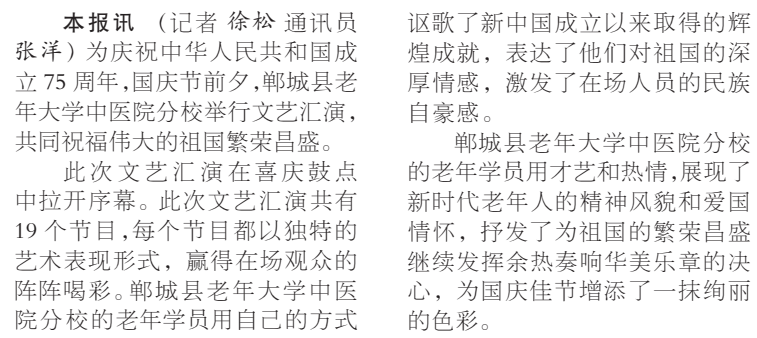 本报讯 （记者 徐松 通讯员
张洋）为庆祝中华人民共和国成
立75周年，国庆节前夕，郸城县老
年大学中医院分校举行文艺汇演，
共同祝福伟大的祖国繁荣昌盛。
此次文艺汇演在喜庆鼓点
中拉开序幕。此次文艺汇演共有
19个节目，每个节目都以独特的
艺术表现形式，赢得在场观众的
阵阵喝彩。郸城县老年大学中医
院分校的老年学员用自己的方式
讴歌了新中国成立以来取得的辉
煌成就，表达了他们对祖国的深
厚情感，激发了在场人员的民族
自豪感。
郸城县老年大学中医院分校
的老年学员用才艺和热情，展现了
新时代老年人的精神风貌和爱国
情怀，抒发了为祖国的繁荣昌盛
继续发挥余热奏响华美乐章的决
心，为国庆佳节增添了一抹绚丽
的色彩。